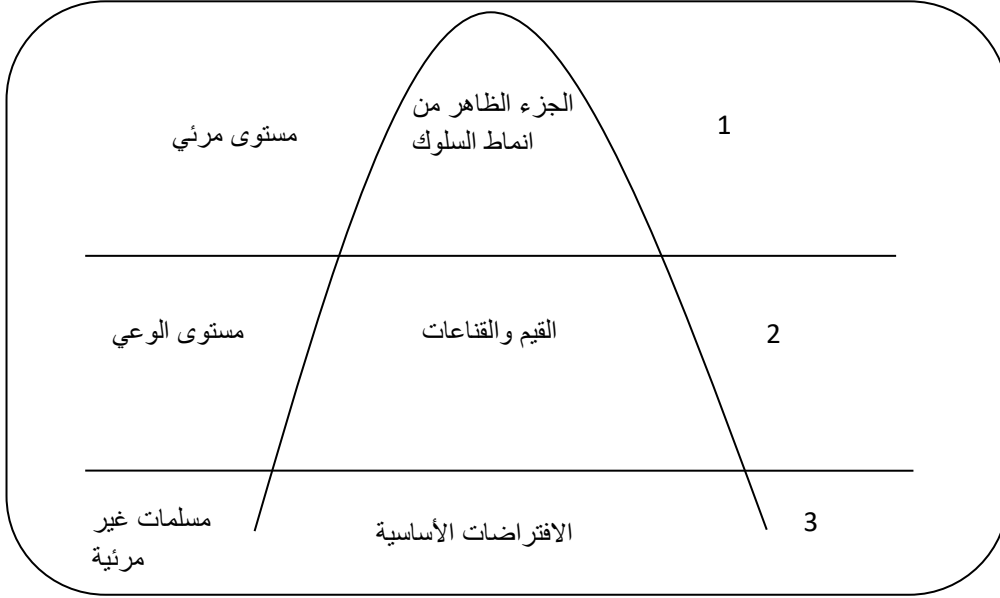 1
الجزء الظاهر من
انماط السلوك
مستوى مرئي
2
القيم والقناعات
مستوى الوعي
3
الافتراضات الأساسية
مسلمات غير
مرئية